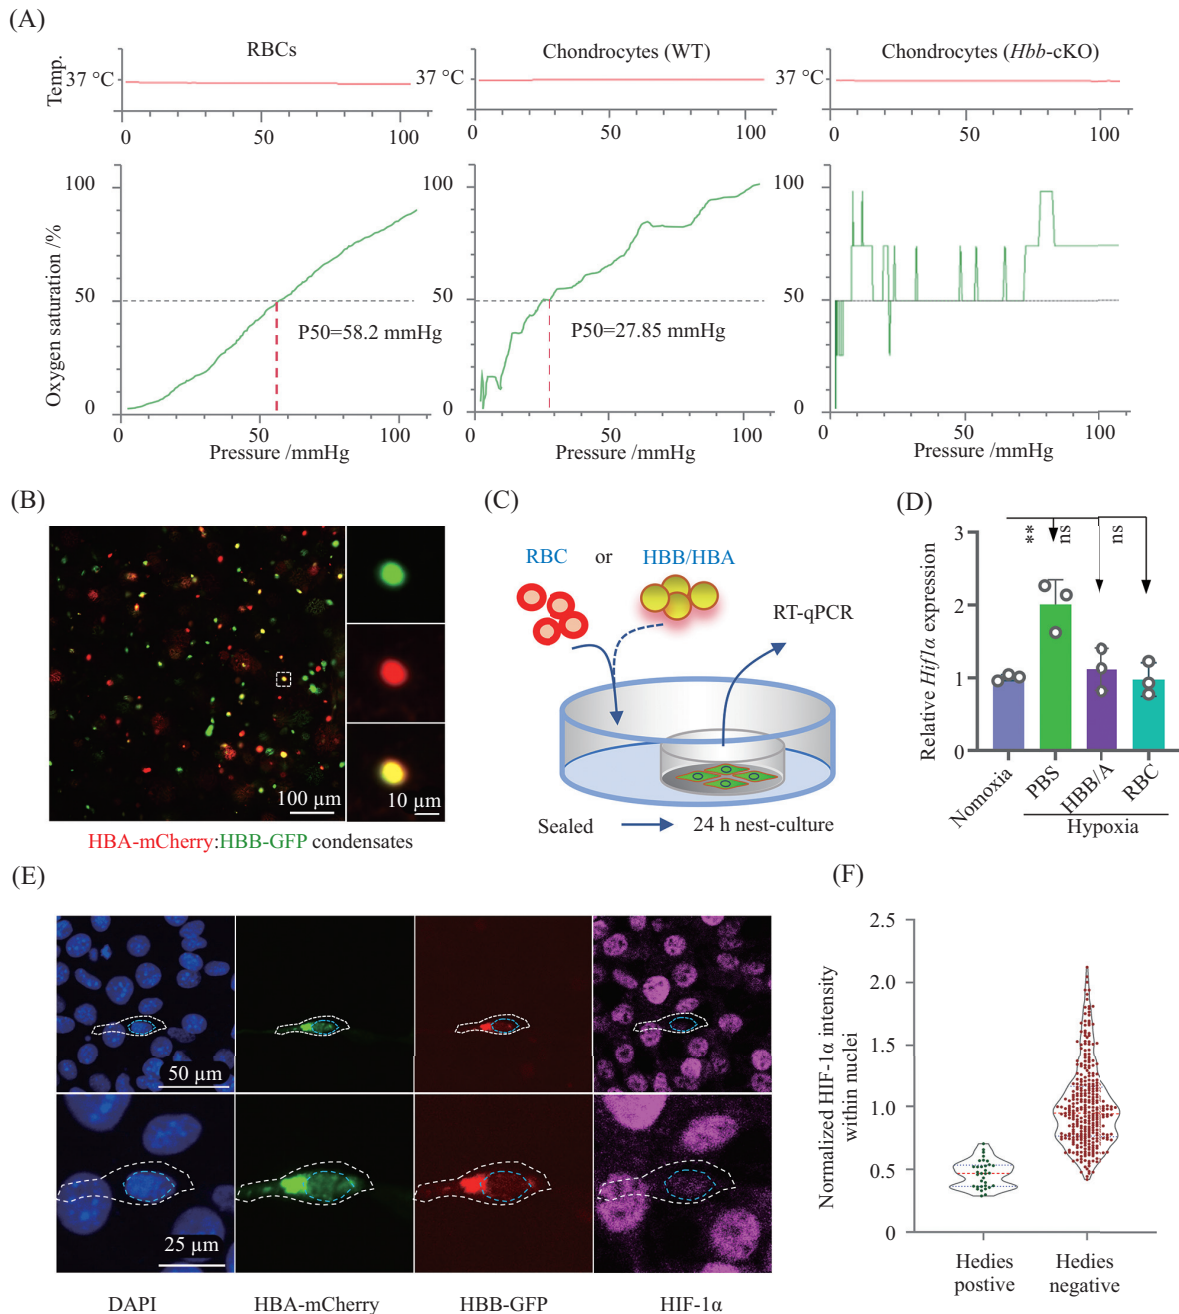 (A)
RBCs
Chondrocytes (WT)
Chondrocytes (Hbb-cKO)
Temp.
37 °C
37 °C
37 °C
0 50 100
0 50 100
0 50 100
Oxygen saturation /%
100
50
0
P50=58.2 mmHg
0 50 100
Pressure /mmHg
100
50
0
P50=27.85 mmHg
0 50 100
Pressure /mmHg
100
50
0
0 50 100
Pressure /mmHg
(B)
100 µm
10 µm
HBA-mCherry:HBB-GFP condensates
(C)
RBC or HBB/HBA
RT-qPCR
Sealed
24 h nest-culture
(D)
Relative Hif1α expression
3
2
1
0
**
ns
ns
Nomoxia
PBS
HBB/A
RBC
Hypoxia
(E)
50 µm
25 µm
DAPI
HBA-mCherry
HBB-GFP
HIF-1α
(F)
Normalized HIF-1α intensity
within nuclei
2.5
2.0
1.5
1.0
0.5
0
Hedies
postive
Hedies
negative